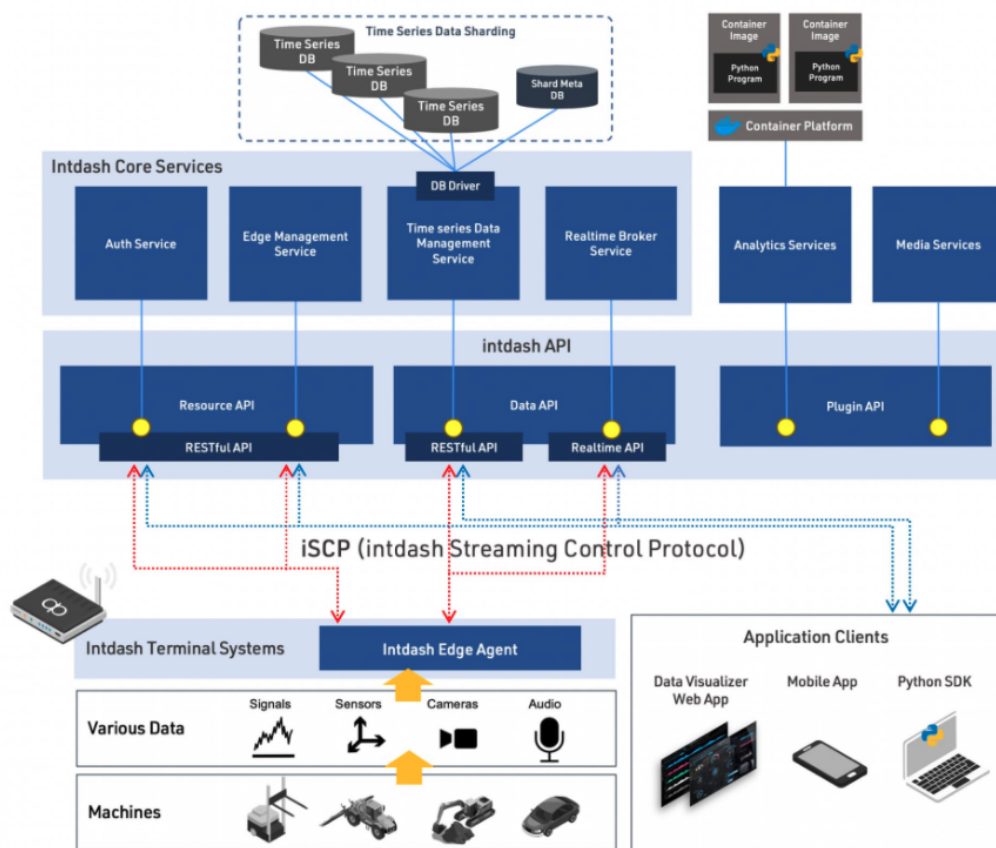 Time Series Data Sharding
Time Series
DB
Time Series
DB
Time Series
DB
Shard Meta
DB
Container
Image
Python
Program
Container
Image
Python
Program
Container Platform
Intdash Core Services
DB Driver
Auth Service
Edge Management
Service
Time series Data
Management
Service
Realtime Broker
Service
Analytics Services
Media Services
intdash API
Resource API
RESTful API
Data API
RESTful API
Realtime API
Plugin API
iSCP (intdash Streaming Control Protocol)
Intdash Terminal Systems
Intdash Edge Agent
Various Data
Signals
Sensors
Cameras
Audio
Machines
Application Clients
Data Visualizer
Web App
Mobile App
Python SDK